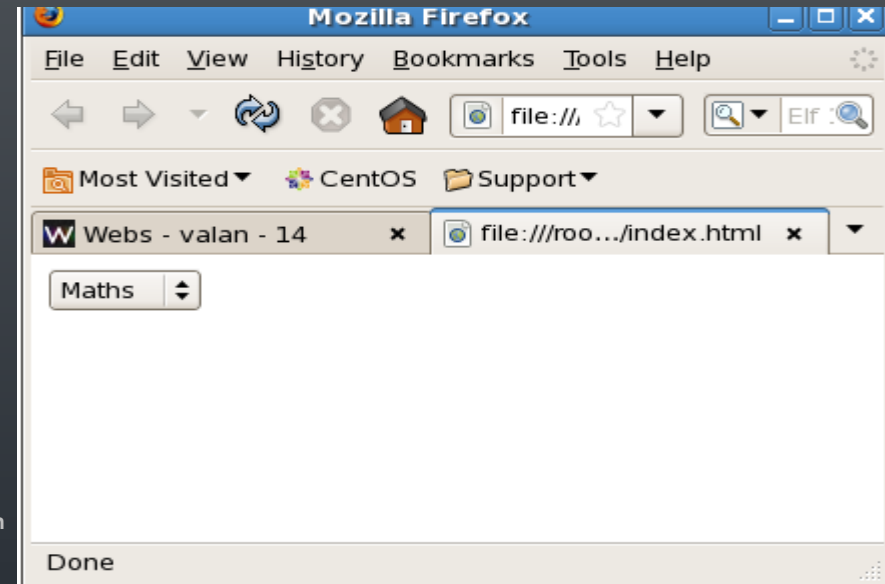 Mozilla Firefox
File Edit View History Bookmarks Tools Help
file:// Elf
Most Visited CentOS Support
W Webs - valan - 14 file:///roo.../index.html
Maths
n
Done